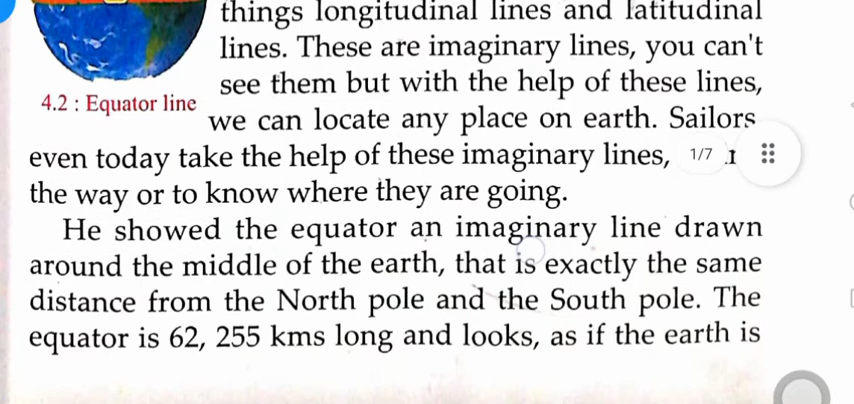 things longitudinal lines and latitudinal
lines. These are imaginary lines, you can't
see them but with the help of these lines,
4.2 : Equator line
we can locate any place on earth. Sailors
even today take the help of these imaginary lines,
1/7
the way or to know where they are going.
He showed the equator an imaginary line drawn
around the middle of the earth, that is exactly the same
distance from the North pole and the South pole. The
equator is 62, 255 kms long and looks, as if the earth is